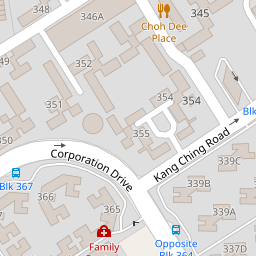 348
346A
345
Choh Dee
Place
352
351
354
354
350
355
Blk
Kang Ching Road
Corporation Drive
339C
Blk 367
339B
366
365
339A
Family
Opposite
Blk 364
337D